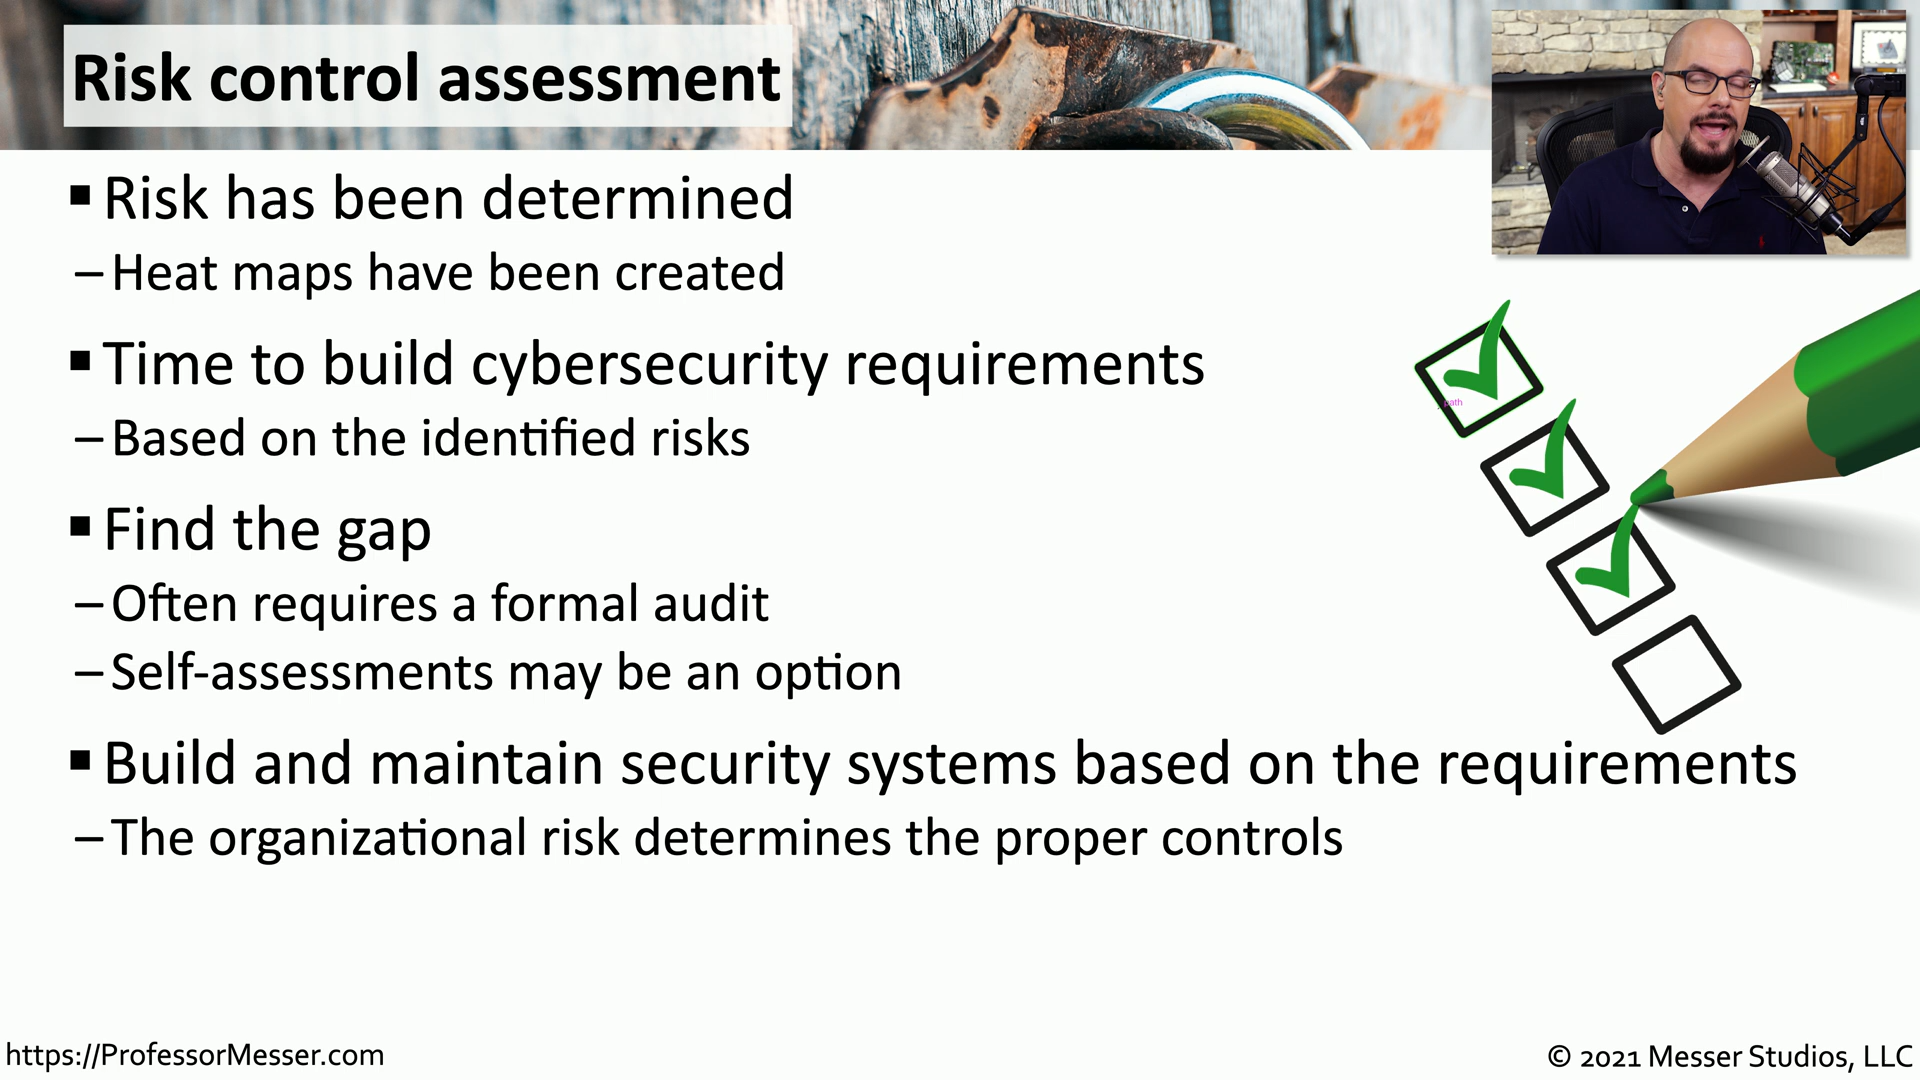 Risk control assessment
▪ Risk has been determined
– Heat maps have been created
▪ Time to build cybersecurity requirements
– Based on the identified risks
▪ Find the gap
– Often requires a formal audit
– Self-assessments may be an option
▪ Build and maintain security systems based on the requirements
– The organizational risk determines the proper controls
path
https://ProfessorMesser.com
© 2021 Messer Studios, LLC